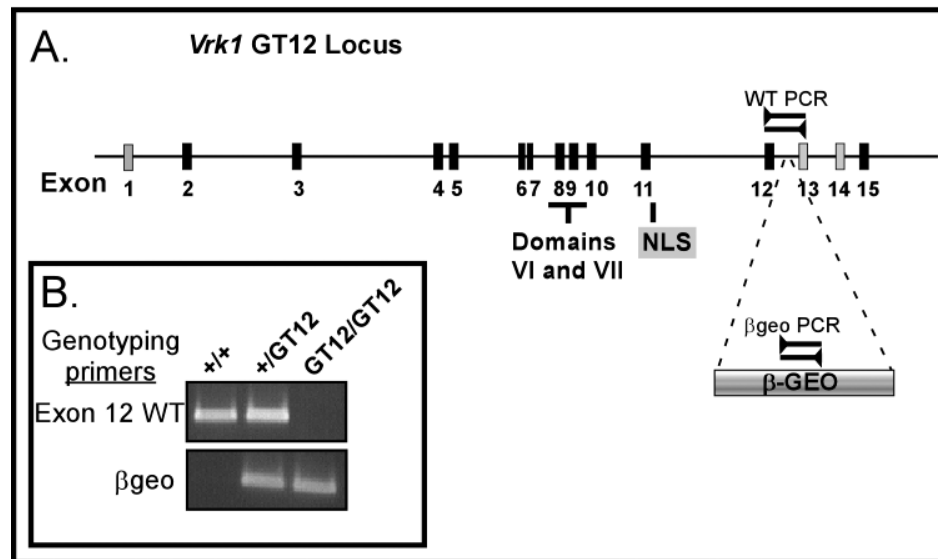 A.
Vrk1 GT12 Locus
WT PCR
Exon
1 2 3 4 5 6 7 8 9 10 11 12 13 14 15
Domains
VI and VII
NLS
βgeo PCR
β-GEO
B.
Genotyping
primers
+/+ +/GT12 GT12/GT12
Exon 12 WT
βgeo